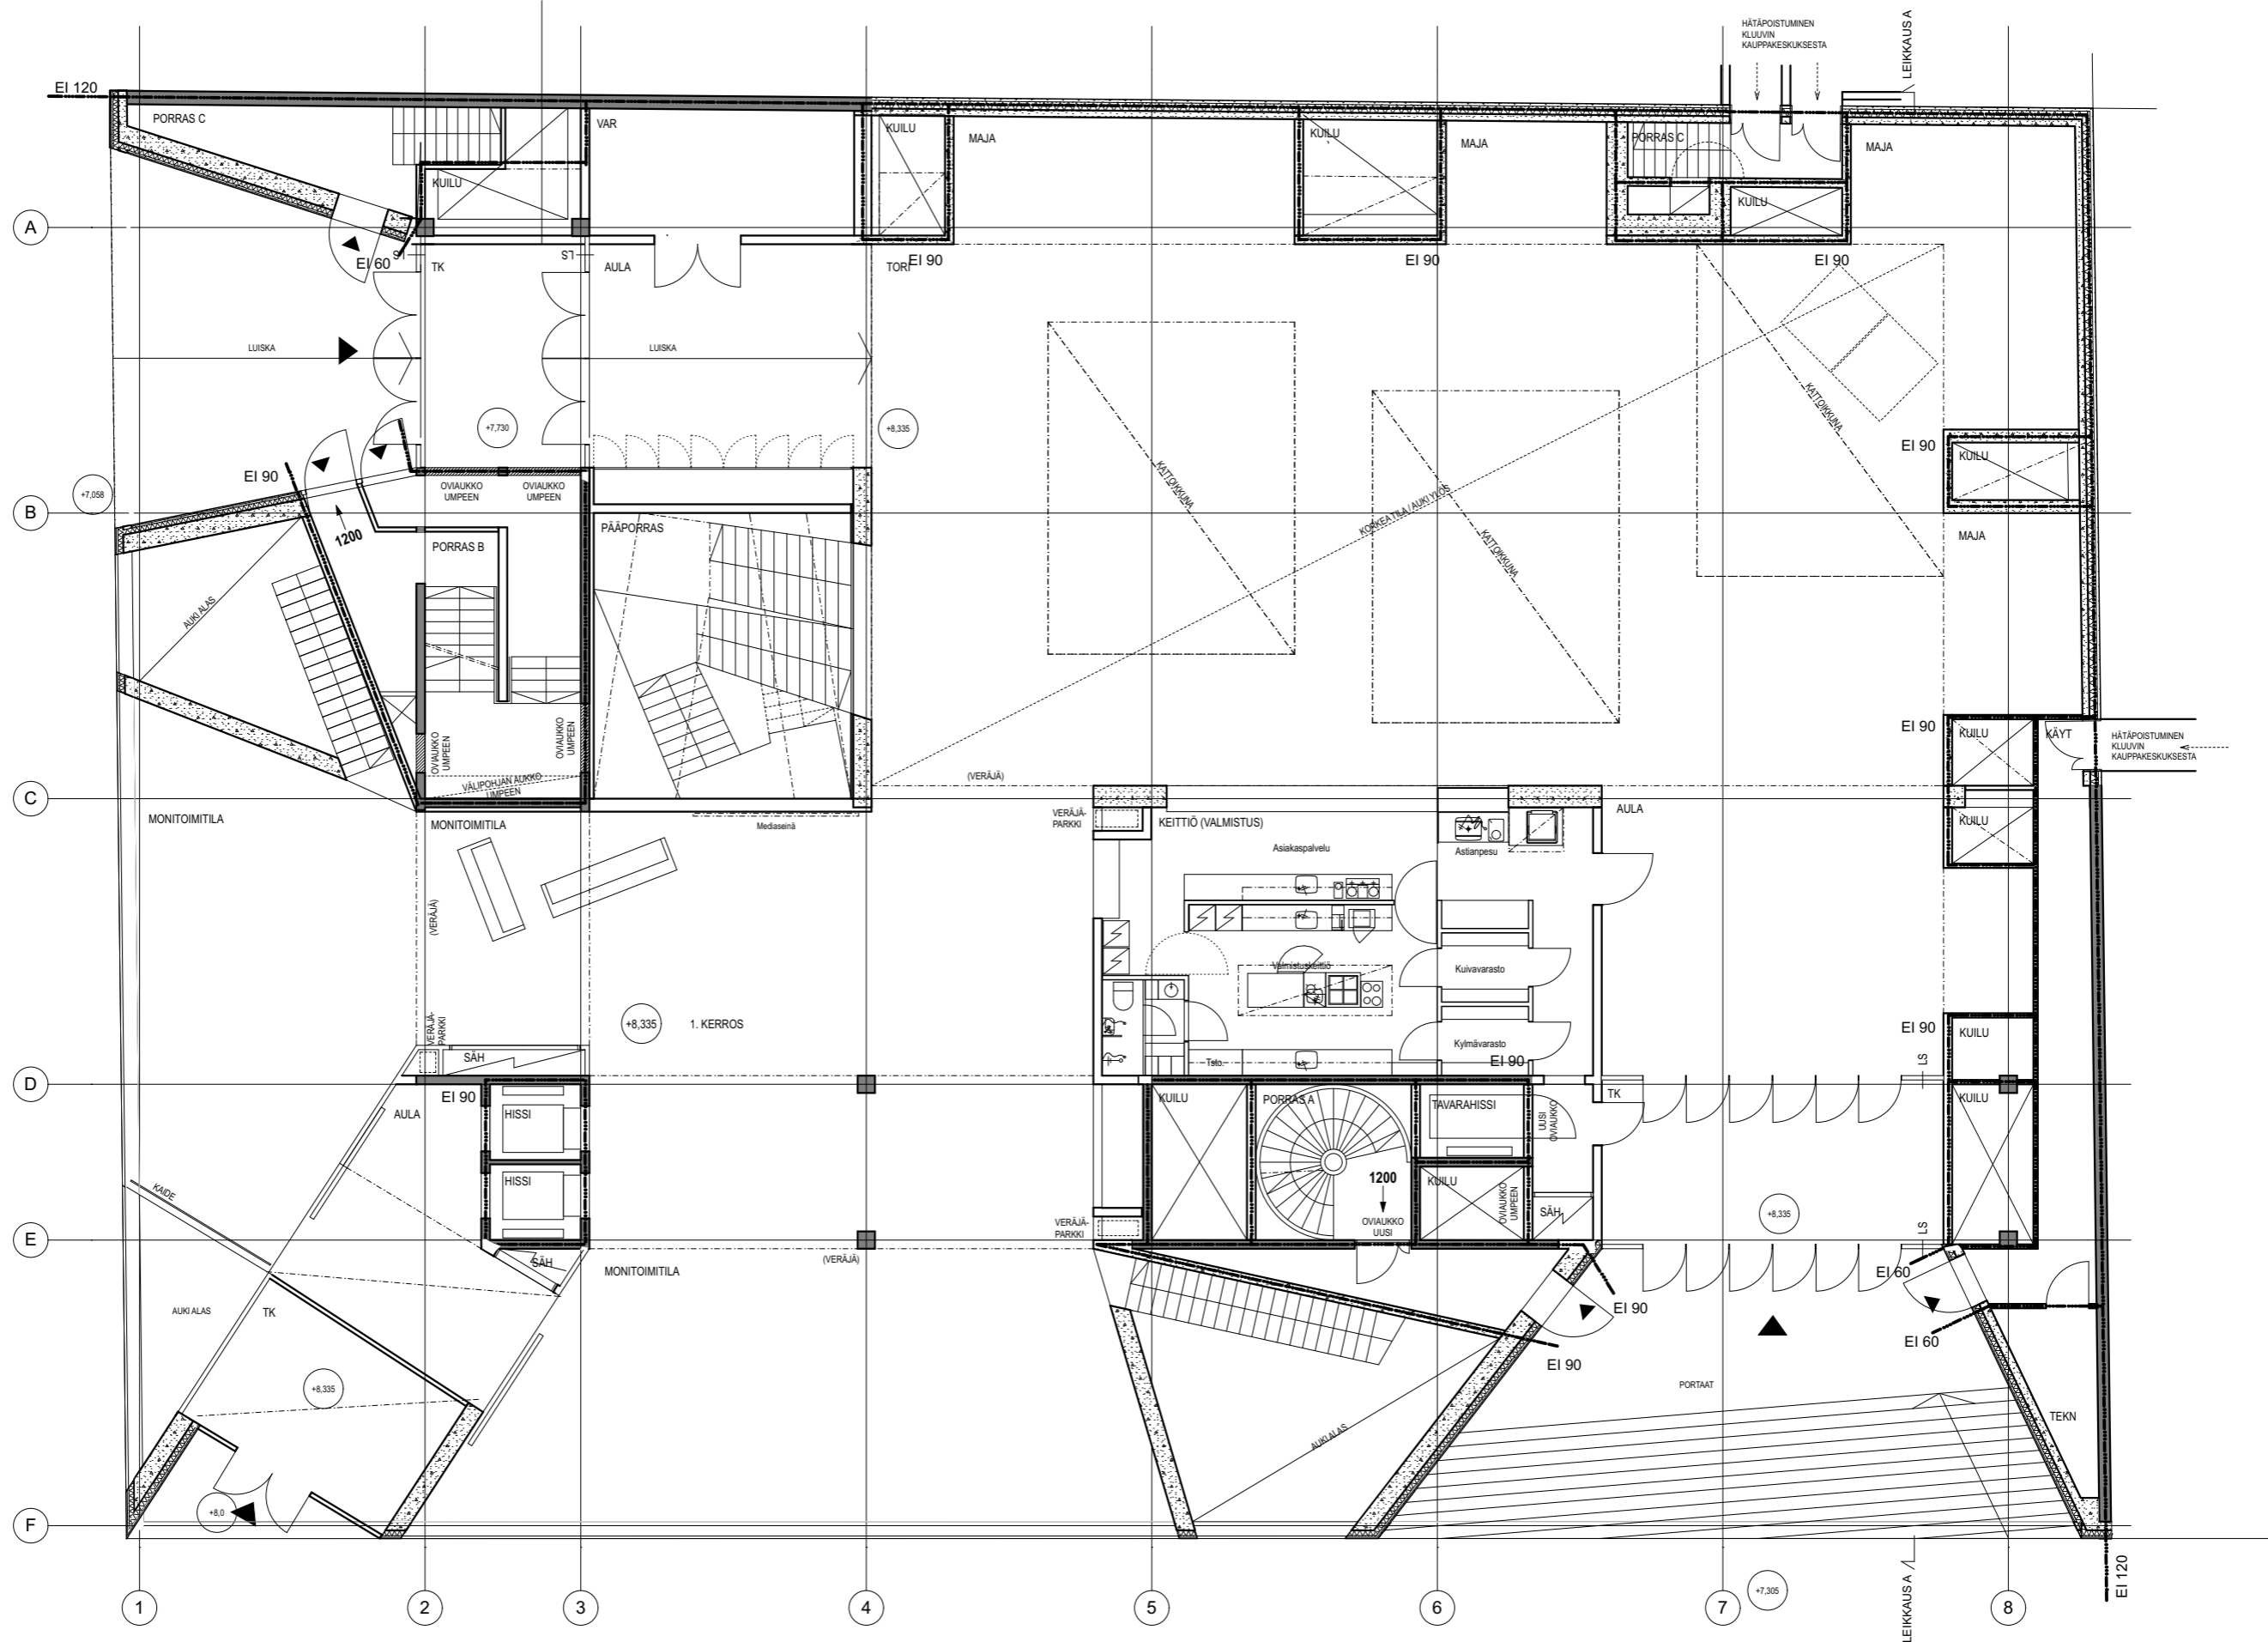 HÄTÄPOISTUMINEN
KLUUVIN
KAUPPAKESKUKSESTA
LEIKKAUS A
EI 120
PORRAS C
VAR
KUILU
MAJA
KUILU
MAJA
PORRAS C
MAJA
KUILU
KUILU
A
EI 60
LS
TK
LS
AULA
TORI
EI 90
EI 90
EI 90
LUISKA
LUISKA
KATTOIKKUNA
+7,730
+8,335
EI 90
KUILU
EI 90
+7,058
OVIAUKKO
UMPEEN
OVIAUKKO
UMPEEN
KATTOIKKUNA
KORKEA TILA / AUKI YLÖS
B
1200
PORRAS B
PÄÄPORRAS
KATTOIKKUNA
MAJA
AUKI ALAS
OVIAUKKO
UMPEEN
OVIAUKKO
UMPEEN
VÄLIPOHJAN AUKKO
UMPEEN
EI 90
KUILU
KÄYT
HÄTÄPOISTUMINEN
KLUUVIN
KAUPPAKESKUKSESTA
(VERÄJÄ)
C
MONITOIMITILA
MONITOIMITILA
Mediaseinä
VERÄJÄ-
PARKKI
KEITTIÖ (VALMISTUS)
AULA
KUILU
Asiakaspalvelu
Astianpesu
(VERÄJÄ)
Valmistuskeittiö
Kuivavarasto
+8,335
1. KERROS
VERÄJÄ-
PARKKI
SÄH
Tsto.
Kylmävarasto
EI 90
EI 90
KUILU
LS
D
EI 90
AULA
HISSI
KUILU
PORRAS A
TAVARAHISSI
UUSI
OVIAUKKO
TK
KUILU
HISSI
1200
KUILU
OVIAUKKO
UMPEEN
KAIDE
VERÄJÄ-
PARKKI
OVIAUKKO
UUSI
SÄH
+8,335
LS
E
SÄH
MONITOIMITILA
(VERÄJÄ)
EI 60
AUKI ALAS
TK
EI 90
EI 60
EI 90
+8,335
PORTAAT
AUKI ALAS
TEKN
+8,0
F
1
2
3
4
5
6
7
+7,305
8
LEIKKAUS A
EI 120